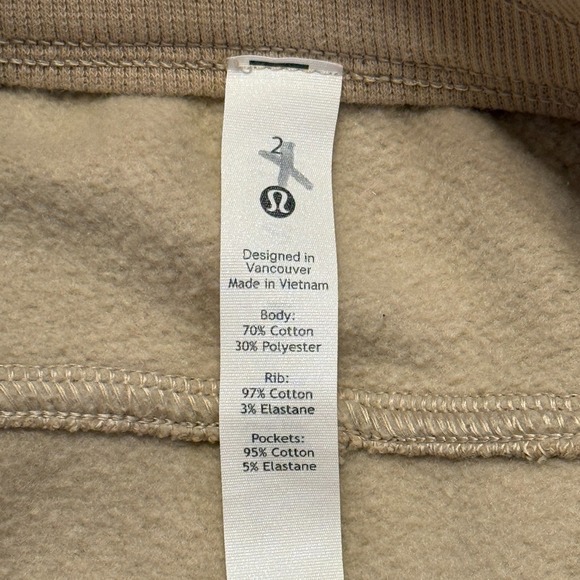 2
Designed in
Vancouver
Made in Vietnam
Body:
70% Cotton
30% Polyester
Rib:
97% Cotton
3% Elastane
Pockets:
95% Cotton
5% Elastane